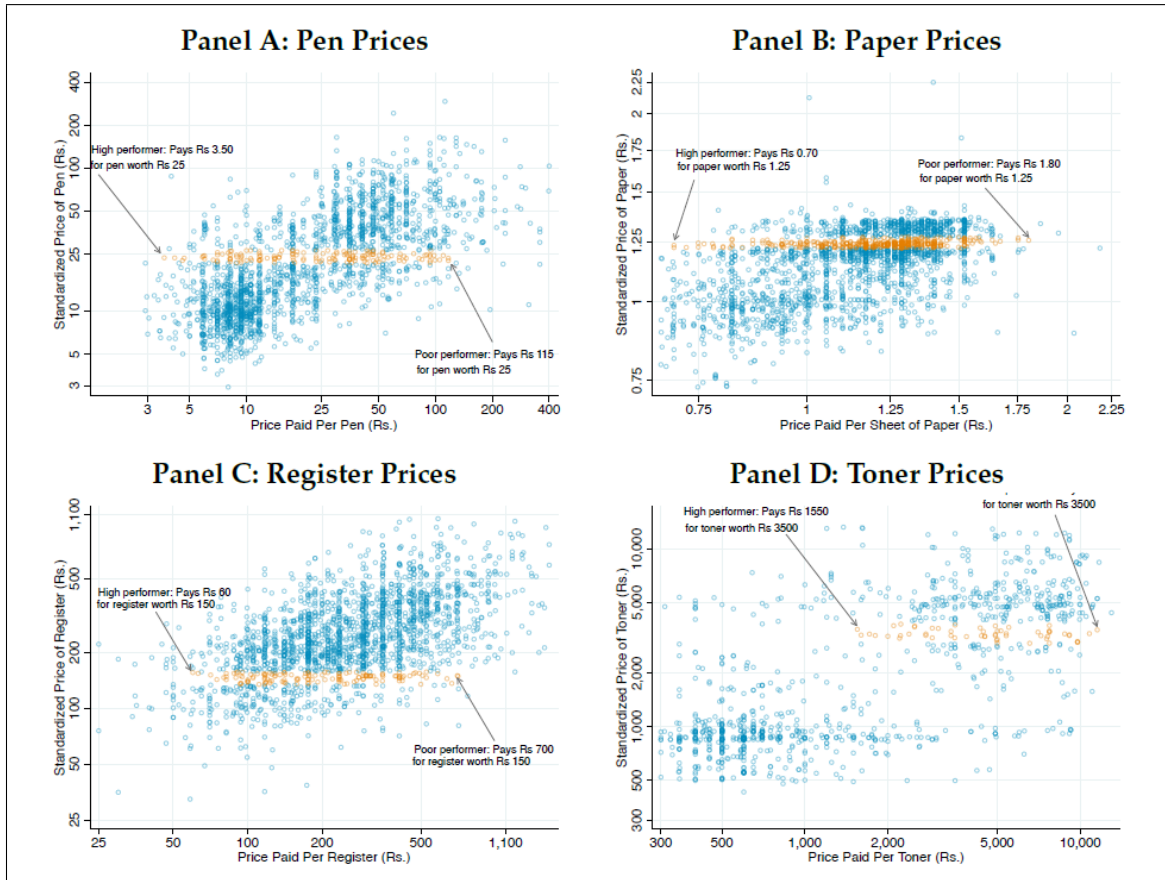 Panel A: Pen Prices
Standardized Price of Pen (Rs.)
400
200
100
50
25
10
5
3
High performer: Pays Rs 3.50
for pen worth Rs 25
Poor performer: Pays Rs 115
for pen worth Rs 25
3 5 10 25 50 100 200 400
Price Paid Per Pen (Rs.)
Panel B: Paper Prices
Standardized Price of Paper (Rs.)
2.25
2
1.75
1.5
1.25
1
0.75
High performer: Pays Rs 0.70
for paper worth Rs 1.25
Poor performer: Pays Rs 1.80
for paper worth Rs 1.25
0.75 1 1.25 1.5 1.75 2 2.25
Price Paid Per Sheet of Paper (Rs.)
Panel C: Register Prices
Standardized Price of Register (Rs.)
1,100
500
200
100
50
25
High performer: Pays Rs 60
for register worth Rs 150
Poor performer: Pays Rs 700
for register worth Rs 150
25 50 100 200 500 1,100
Price Paid Per Register (Rs.)
Panel D: Toner Prices
Standardized Price of Toner (Rs.)
10,000
5,000
2,000
1,000
500
300
High performer: Pays Rs 1550
for toner worth Rs 3500
for toner worth Rs 3500
300 500 1,000 2,000 5,000 10,000
Price Paid Per Toner (Rs.)